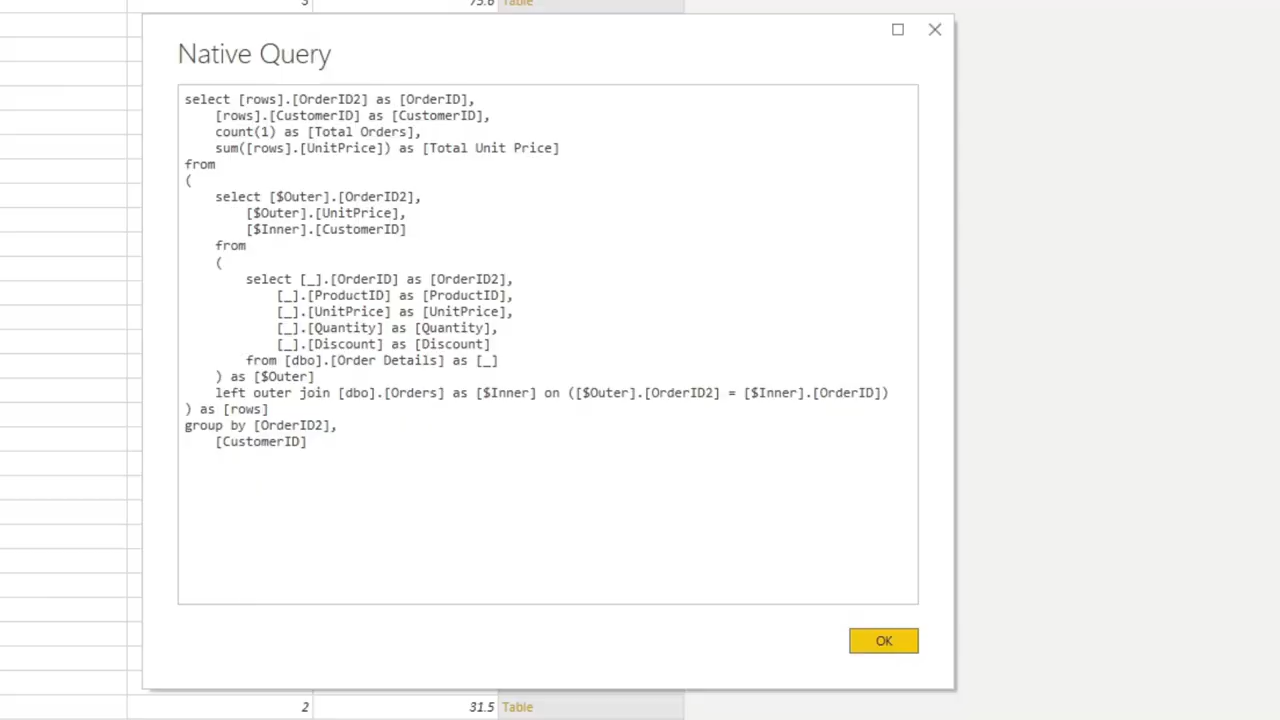 3 75.6 Table
Native Query
select [rows].[OrderID2] as [OrderID],
[rows].[CustomerID] as [CustomerID],
count(1) as [Total Orders],
sum([rows].[UnitPrice]) as [Total Unit Price]
from
(
select [$Outer].[OrderID2],
[$Outer].[UnitPrice],
[$Inner].[CustomerID]
from
(
select [_].[OrderID] as [OrderID2],
[_].[ProductID] as [ProductID],
[_].[UnitPrice] as [UnitPrice],
[_].[Quantity] as [Quantity],
[_].[Discount] as [Discount]
from [dbo].[Order Details] as [_]
) as [$Outer]
left outer join [dbo].[Orders] as [$Inner] on ([$Outer].[OrderID2] = [$Inner].[OrderID])
) as [rows]
group by [OrderID2],
[CustomerID]
OK
2 31.5 Table